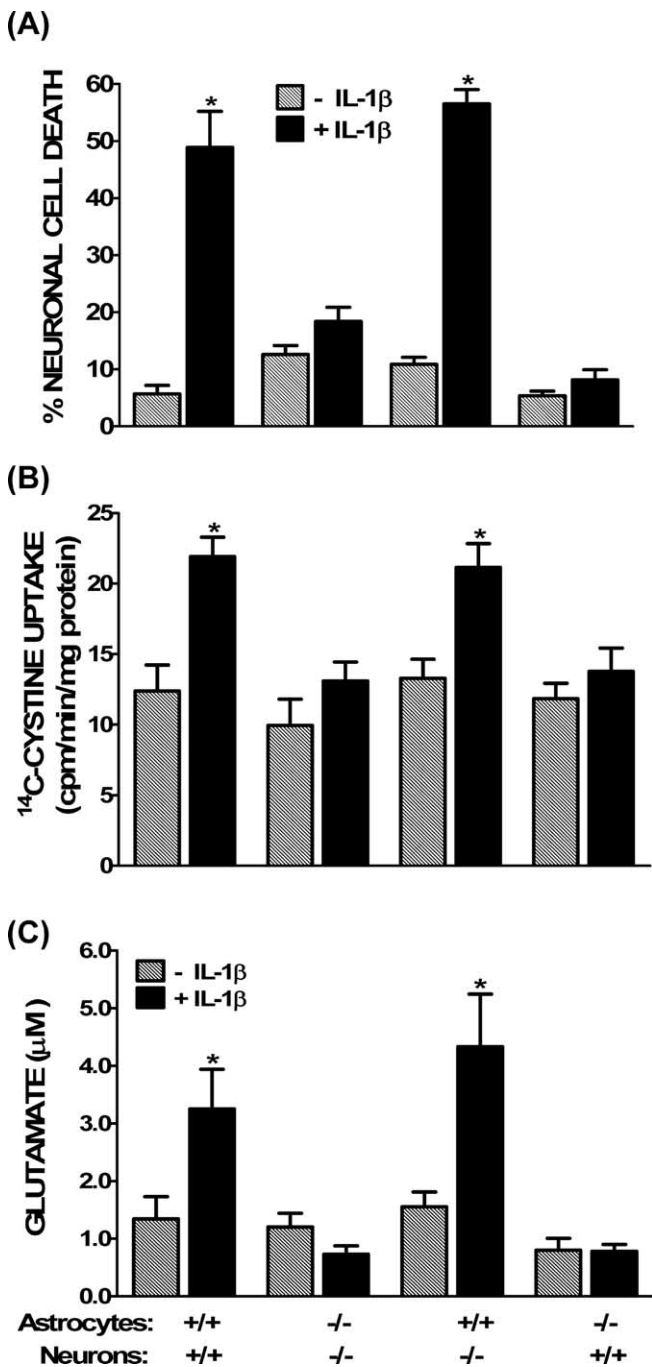 (A)
% NEURONAL CELL DEATH
60
50
40
30
20
10
0
- IL-1β
+ IL-1β
*
*
(B)
¹⁴C-CYSTINE UPTAKE
(cpm/min/mg protein)
25
20
15
10
5
0
*
*
(C)
GLUTAMATE (μM)
6.0
5.0
4.0
3.0
2.0
1.0
0.0
- IL-1β
+ IL-1β
*
*
Astrocytes: +/+ -/- +/+ -/-
Neurons: +/+ -/- -/- +/+